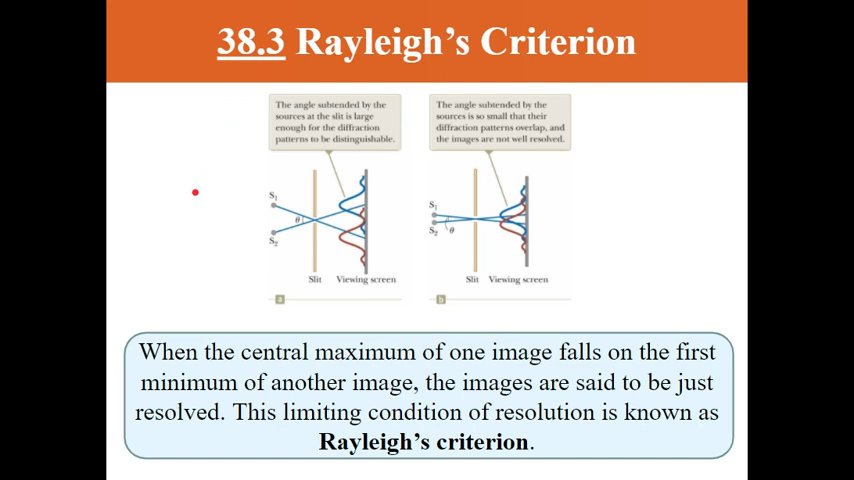 38.3 Rayleigh's Criterion
The angle subtended by the
sources at the slit is large
enough for the diffraction
patterns to be distinguishable.
The angle subtended by the
sources is so small that their
diffraction patterns overlap, and
the images are not well resolved.
S1
θ
S2
Slit
Viewing screen
a
S1
S2
θ
Slit
Viewing screen
b
When the central maximum of one image falls on the first
minimum of another image, the images are said to be just
resolved. This limiting condition of resolution is known as
Rayleigh's criterion.